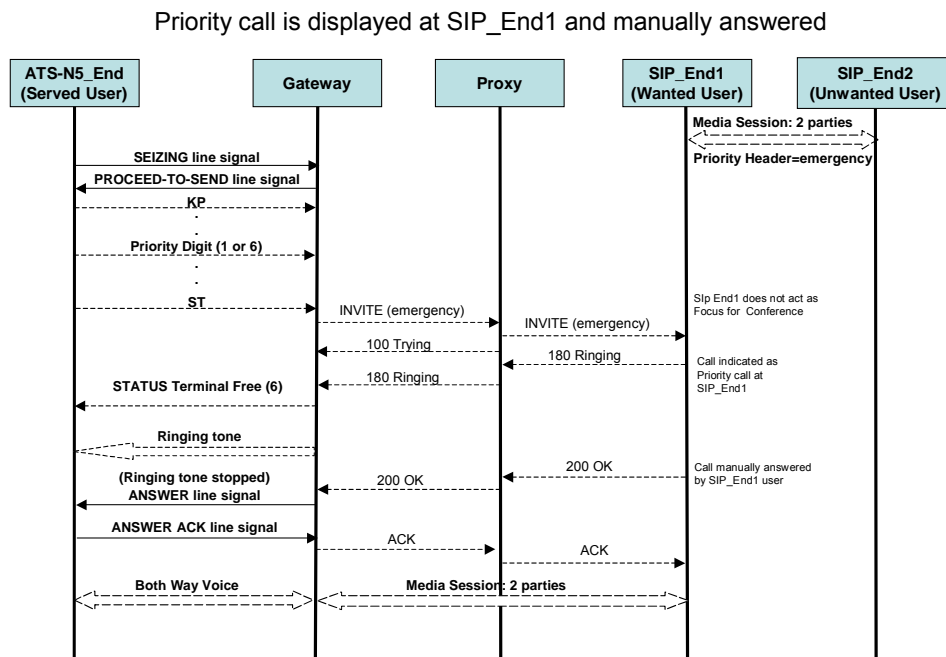 Priority call is displayed at SIP_End1 and manually answered
ATS-N5_End
(Served User)
Gateway
Proxy
SIP_End1
(Wanted User)
SIP_End2
(Unwanted User)
Media Session: 2 parties
Priority Header=emergency
SEIZING line signal
PROCEED-TO-SEND line signal
KP
.
.
Priority Digit (1 or 6)
.
.
ST
INVITE (emergency)
INVITE (emergency)
SIp End1 does not act as
Focus for Conference
100 Trying
180 Ringing
180 Ringing
Call indicated as
Priority call at
SIP_End1
STATUS Terminal Free (6)
Ringing tone
(Ringing tone stopped)
200 OK
200 OK
Call manually answered
by SIP_End1 user
ANSWER line signal
ANSWER ACK line signal
ACK
ACK
Both Way Voice
Media Session: 2 parties